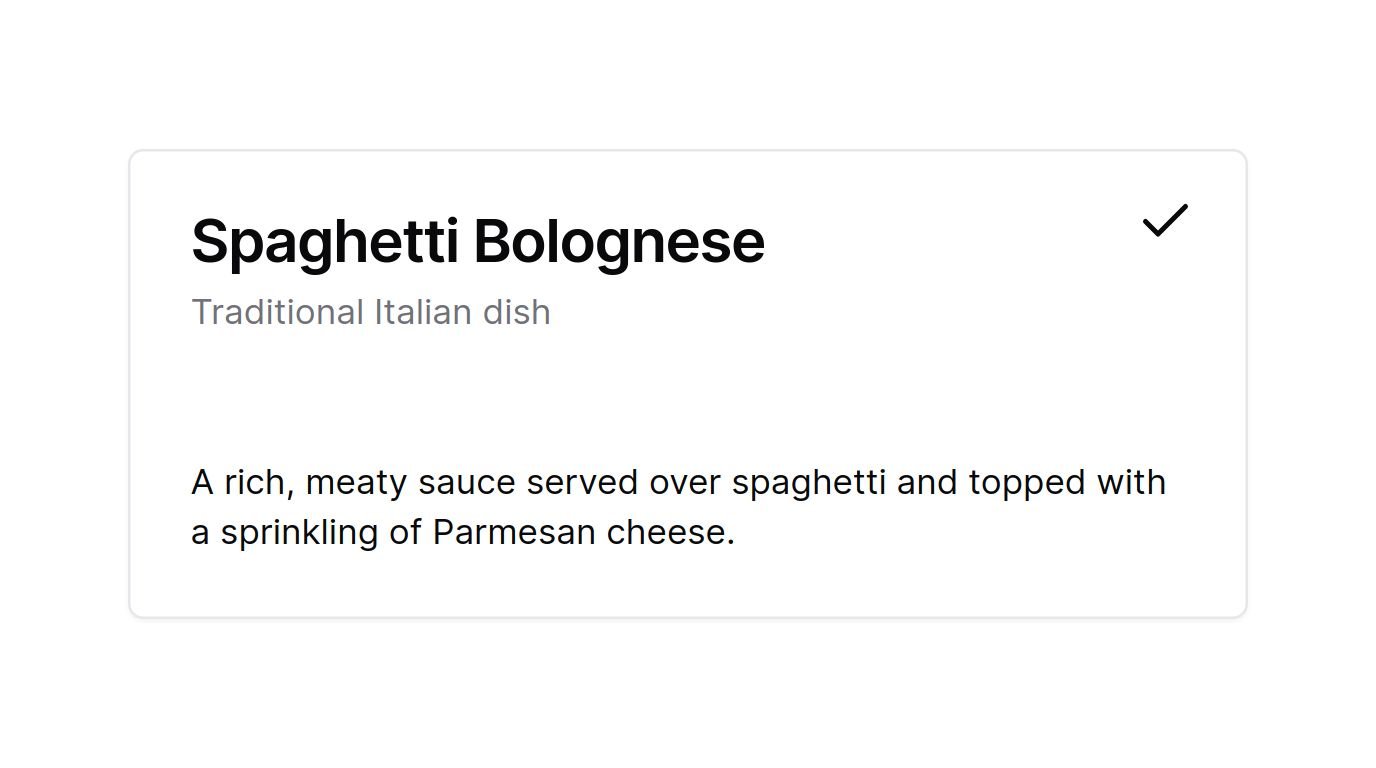 Spaghetti Bolognese
Traditional Italian dish
A rich, meaty sauce served over spaghetti and topped with
a sprinkling of Parmesan cheese.